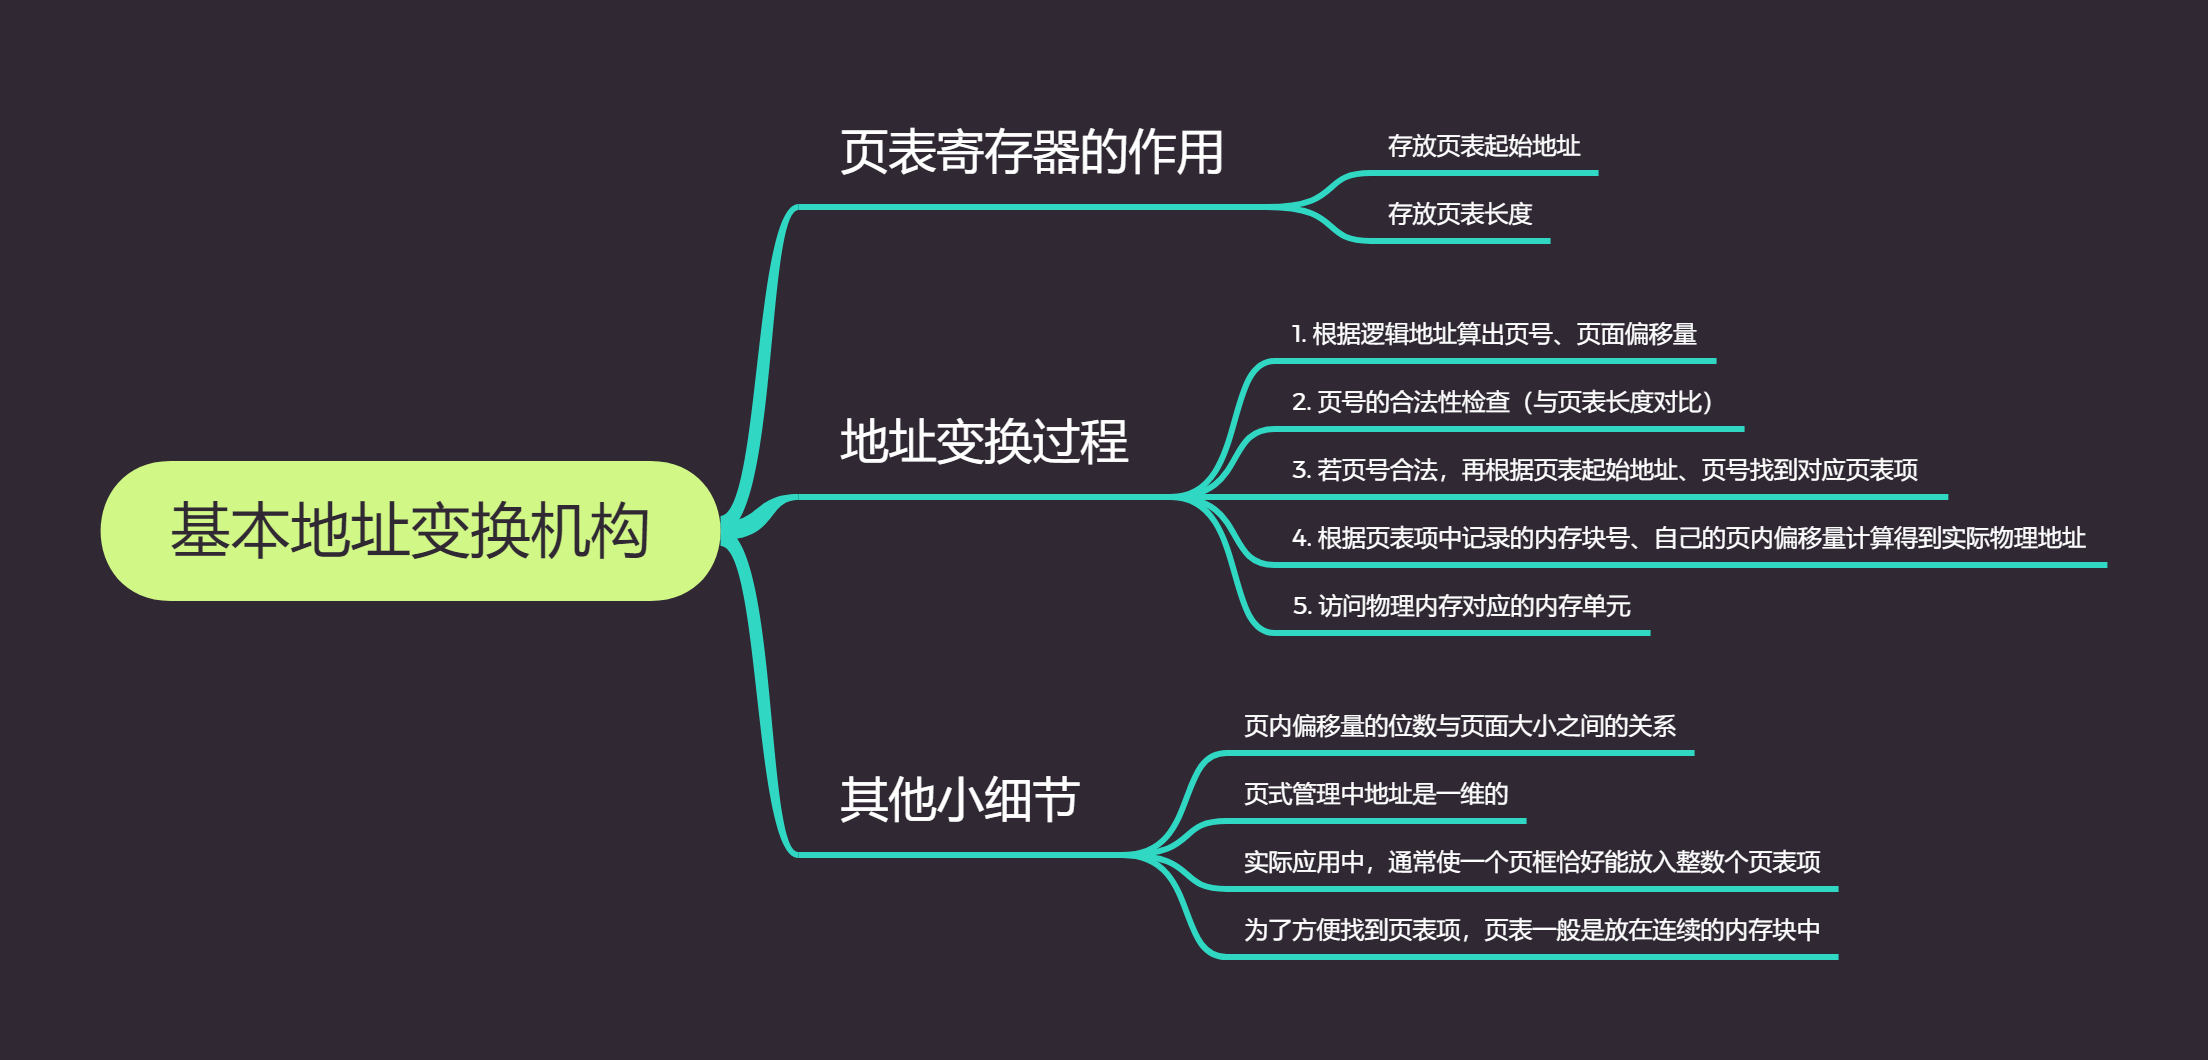 基本地址变换机构
页表寄存器的作用
存放页表起始地址
存放页表长度
地址变换过程
1. 根据逻辑地址算出页号、页面偏移量
2. 页号的合法性检查（与页表长度对比）
3. 若页号合法，再根据页表起始地址、页号找到对应页表项
4. 根据页表项中记录的内存块号、自己的页内偏移量计算得到实际物理地址
5. 访问物理内存对应的内存单元
其他小细节
页内偏移量的位数与页面大小之间的关系
页式管理中地址是一维的
实际应用中，通常使一个页框恰好能放入整数个页表项
为了方便找到页表项，页表一般是放在连续的内存块中